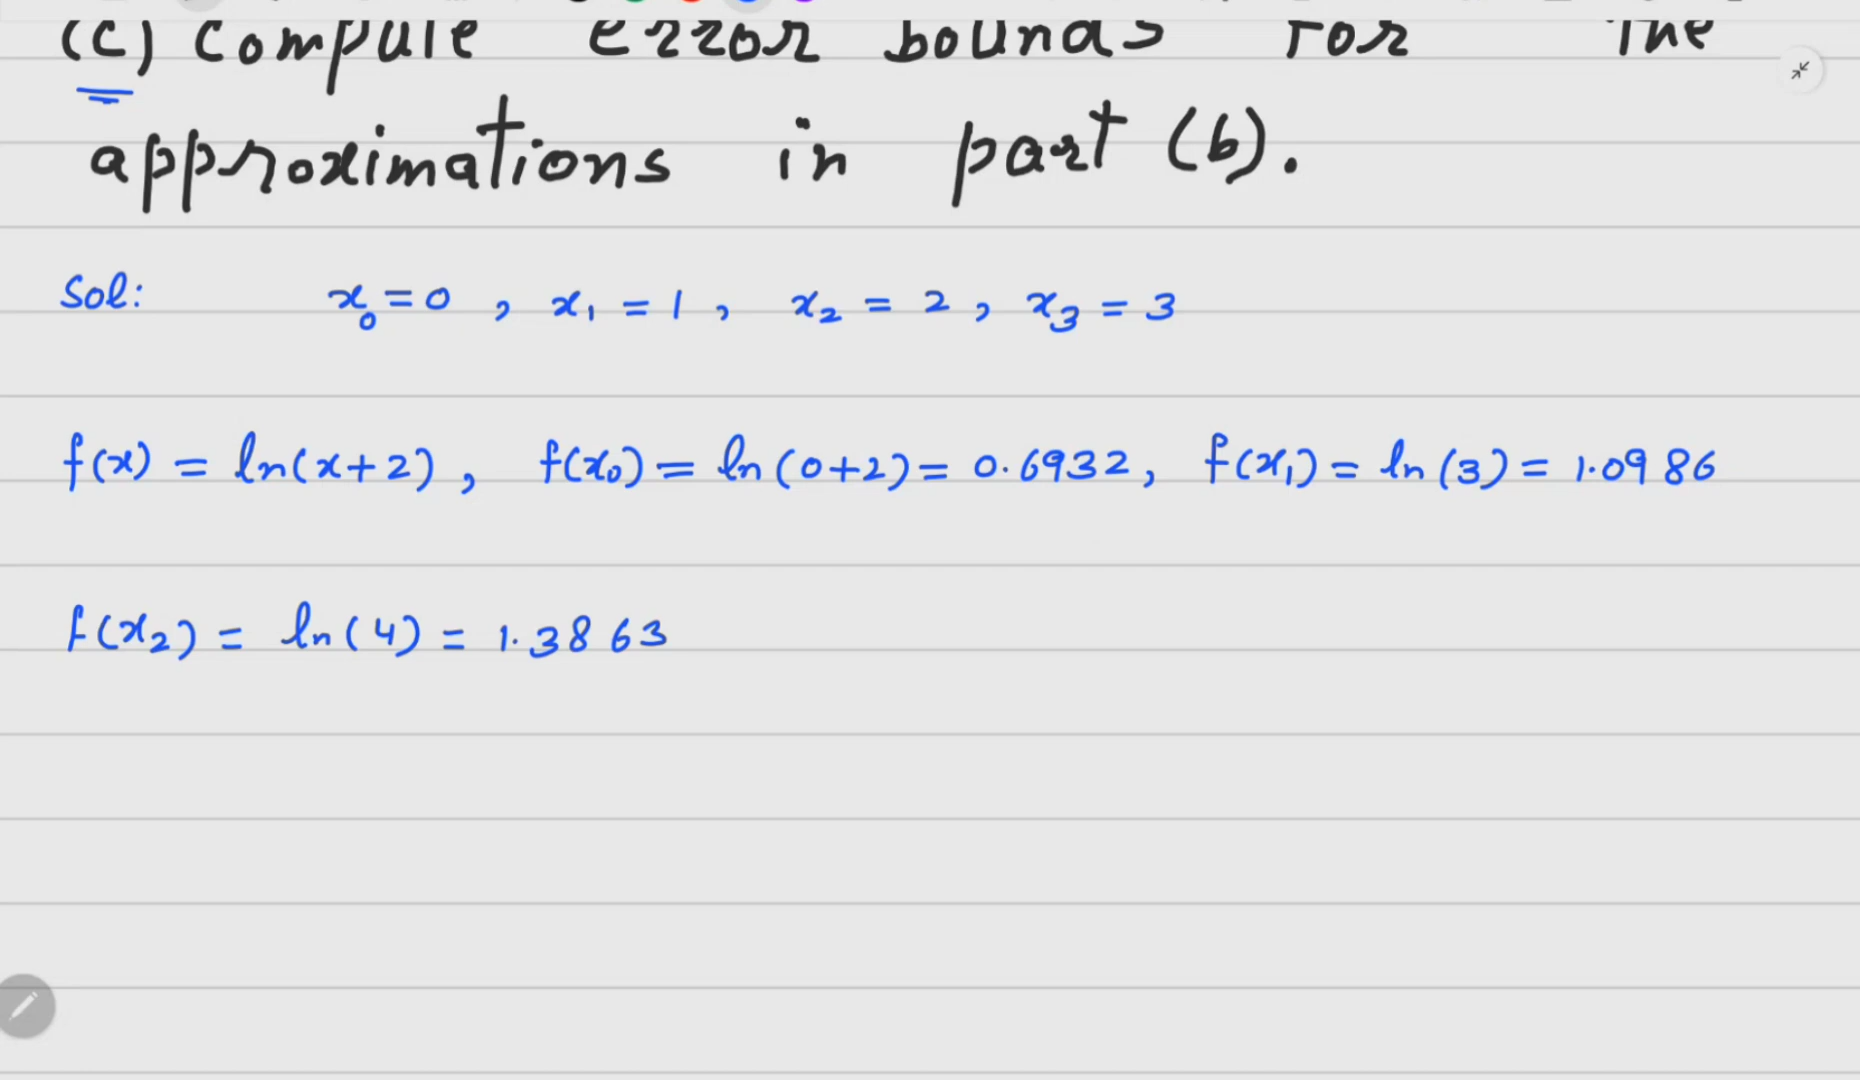 (c) Compute error bounds for the
approximations in part (b).
Sol: x₀ = 0 , x₁ = 1 , x₂ = 2 , x₃ = 3
f(x) = ln(x+2) , f(x₀) = ln(0+2) = 0.6932 , f(x₁) = ln(3) = 1.0986
f(x₂) = ln(4) = 1.3863